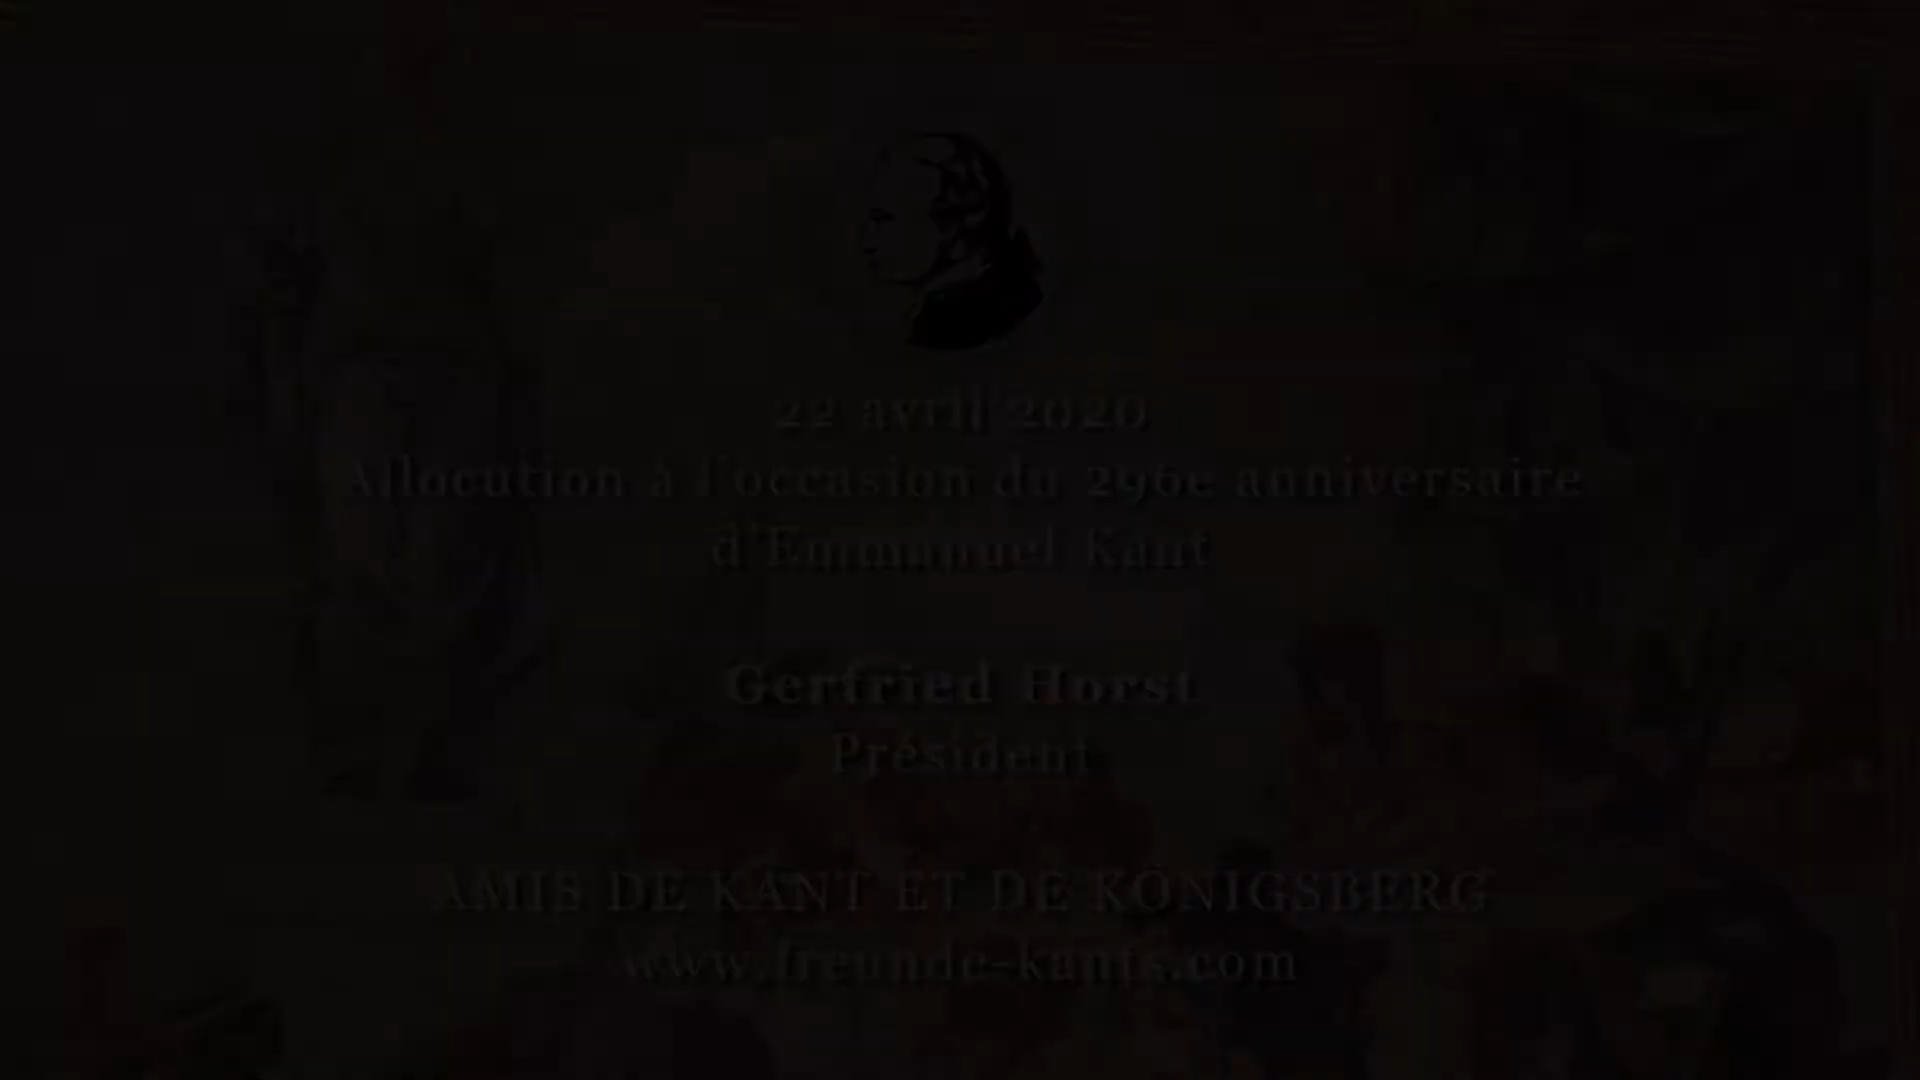 22 avril 2020
Allocution à l'occasion du 296e anniversaire
d'Emmanuel Kant
Gerfried Horst
Président
AMIS DE KANT ET DE KÖNIGSBERG
www.freunde-kants.com